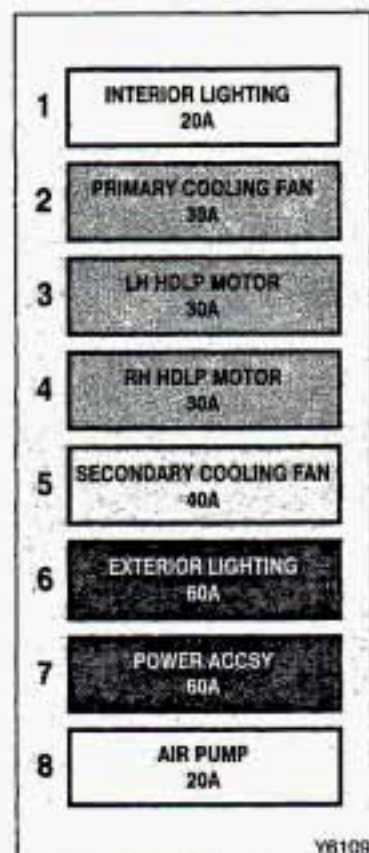 1 INTERIOR LIGHTING
20A
2 PRIMARY COOLING FAN
30A
3 LH HDLP MOTOR
30A
4 RH HDLP MOTOR
30A
5 SECONDARY COOLING FAN
40A
6 EXTERIOR LIGHTING
60A
7 POWER ACCSY
60A
8 AIR PUMP
20A
Y6109